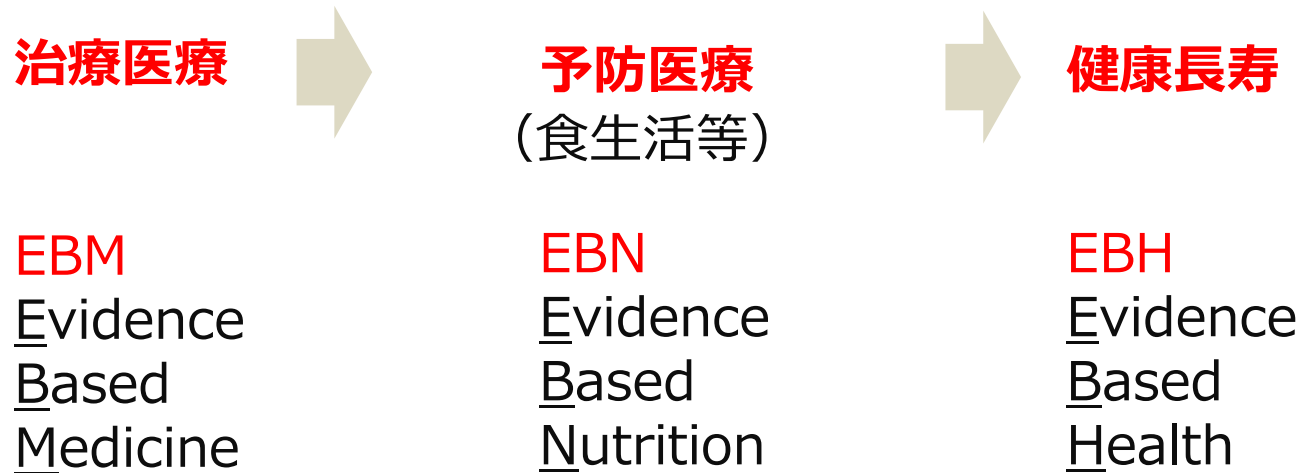 治療医療
予防医療
（食生活等）
健康長寿
EBM
Evidence
Based
Medicine
EBN
Evidence
Based
Nutrition
EBH
Evidence
Based
Health